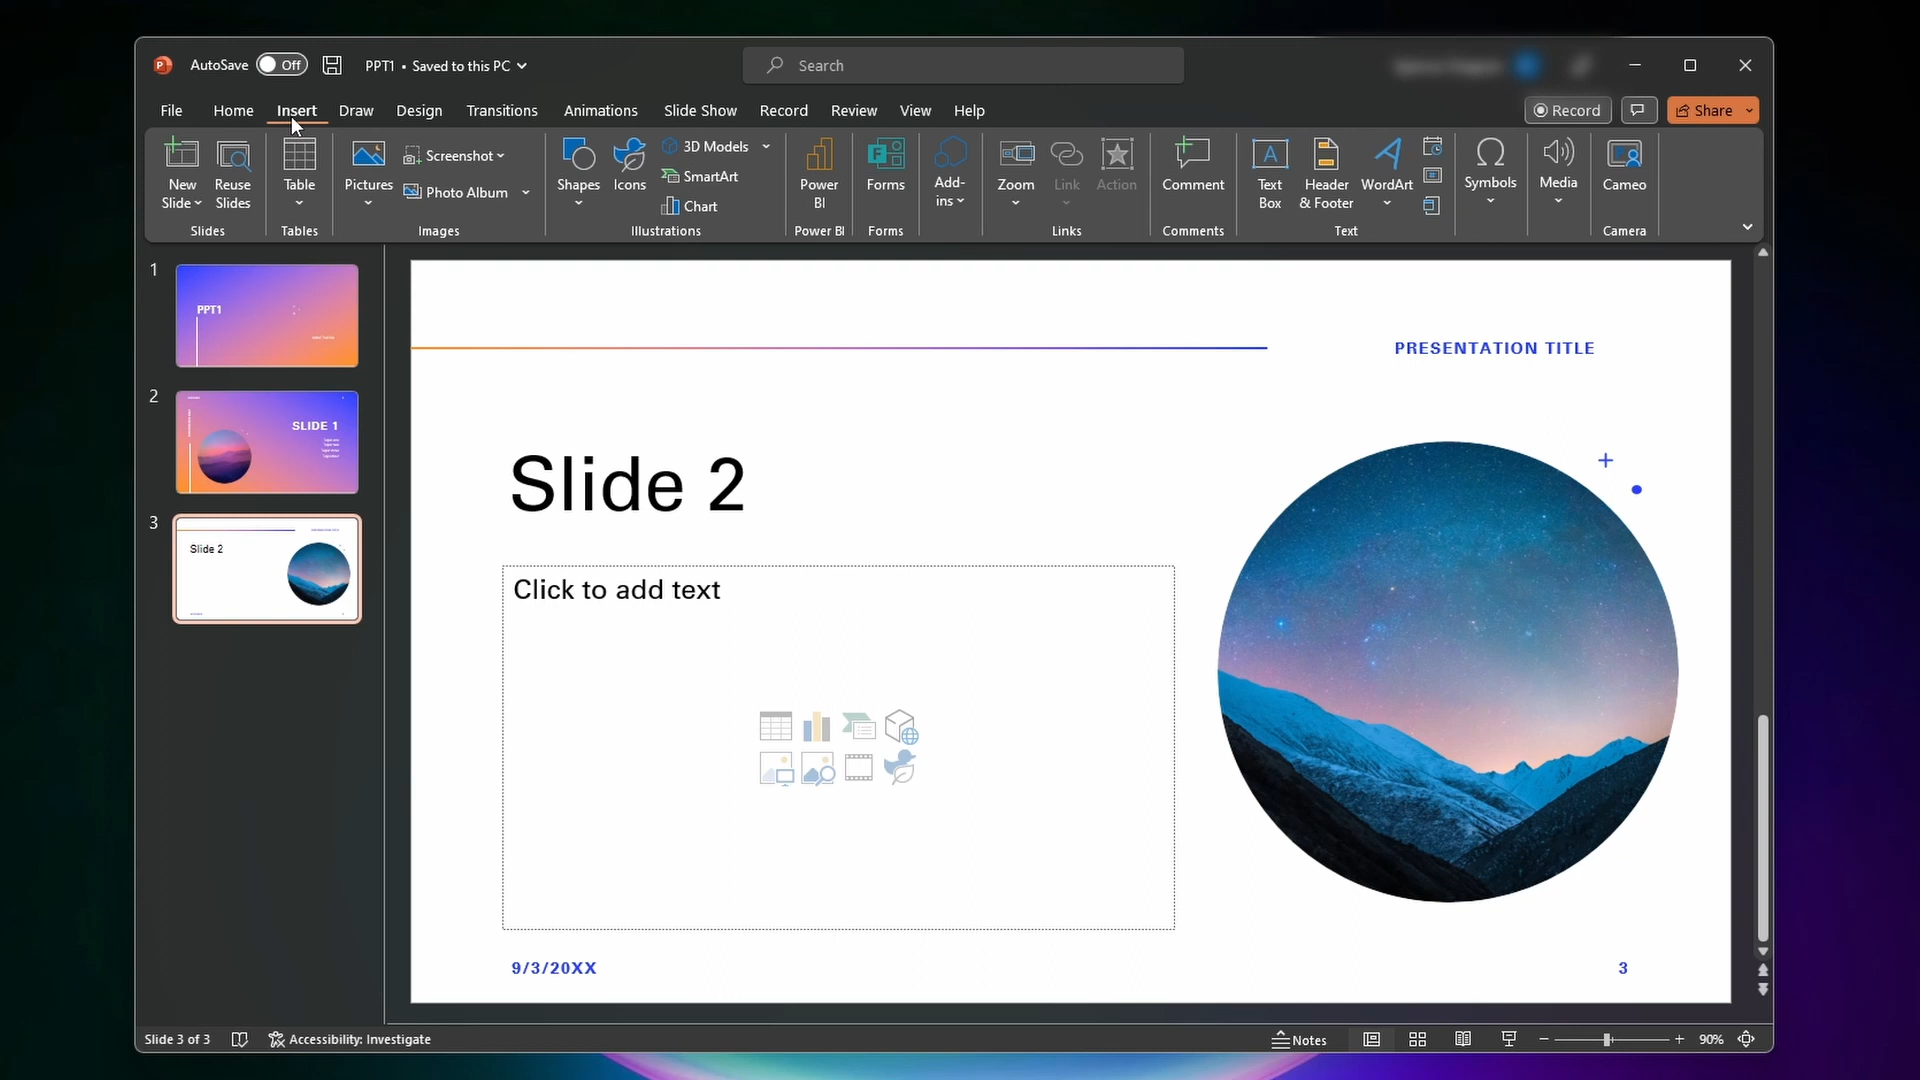 AutoSave Off PPT1 • Saved to this PC Search
File Home Insert Draw Design Transitions Animations Slide Show Record Review View Help Record Share
New Slide
Reuse Slides
Table
Pictures
Screenshot
Photo Album
Shapes
Icons
3D Models
SmartArt
Chart
Power BI
Forms
Add-ins
Zoom
Link
Action
Comment
Text Box
Header & Footer
WordArt
Symbols
Media
Cameo
Slides Tables Images Illustrations Power BI Forms Links Comments Text Camera
1
PPT1
2
SLIDE 1
3
Slide 2
PRESENTATION TITLE
Slide 2
Click to add text
9/3/20XX
3
Slide 3 of 3 Accessibility: Investigate Notes 90%